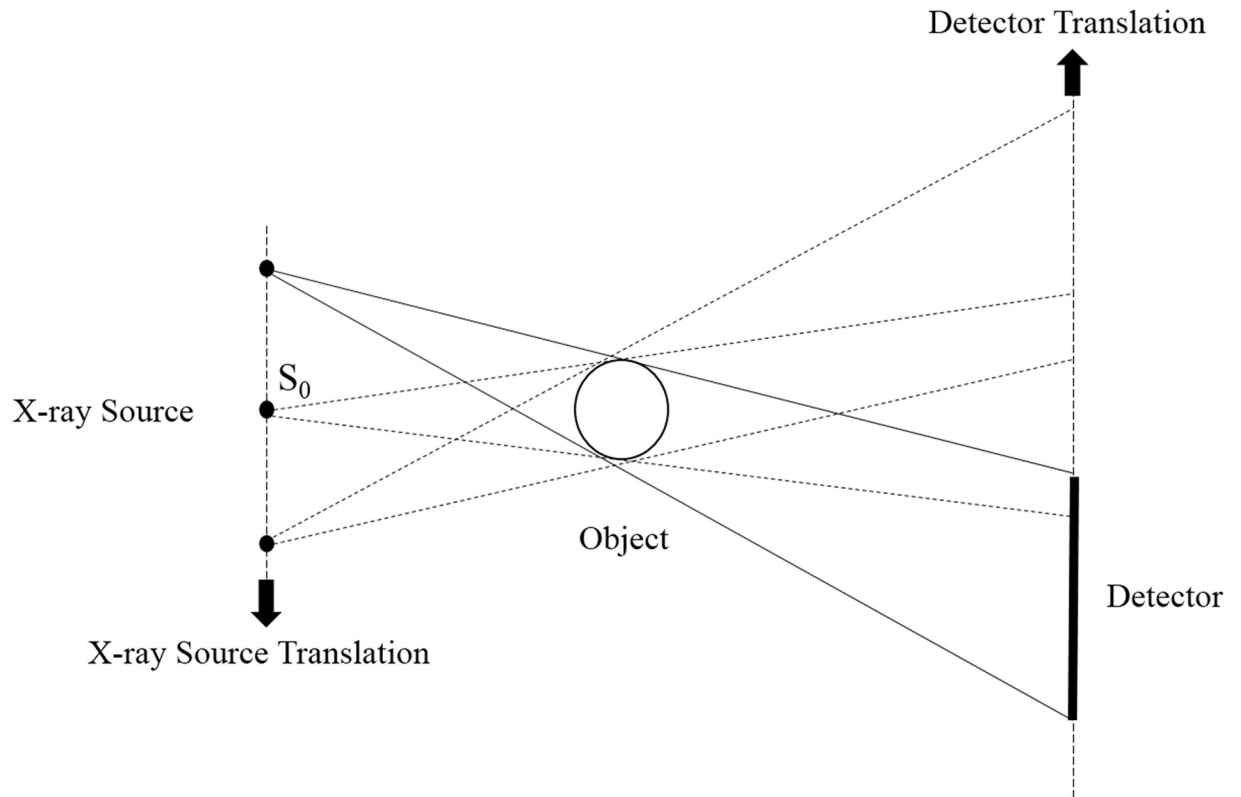 Detector Translation
S0
X-ray Source
Object
Detector
X-ray Source Translation